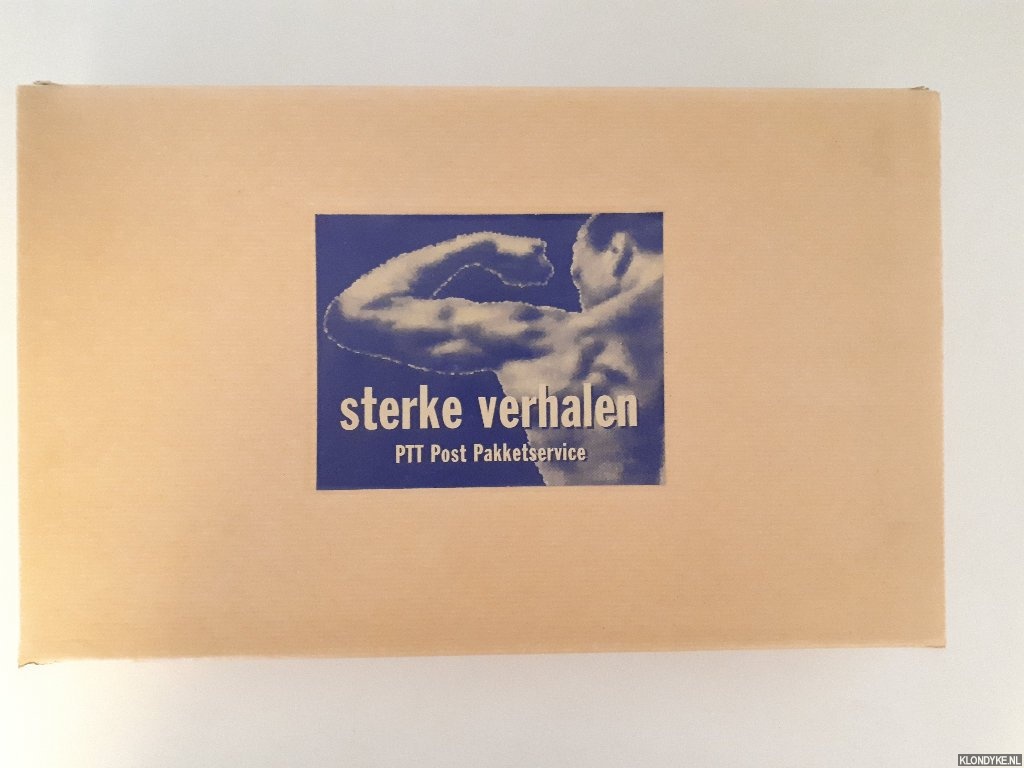 sterke verhalen
PTT Post Pakketservice
KLONDYKE.NL